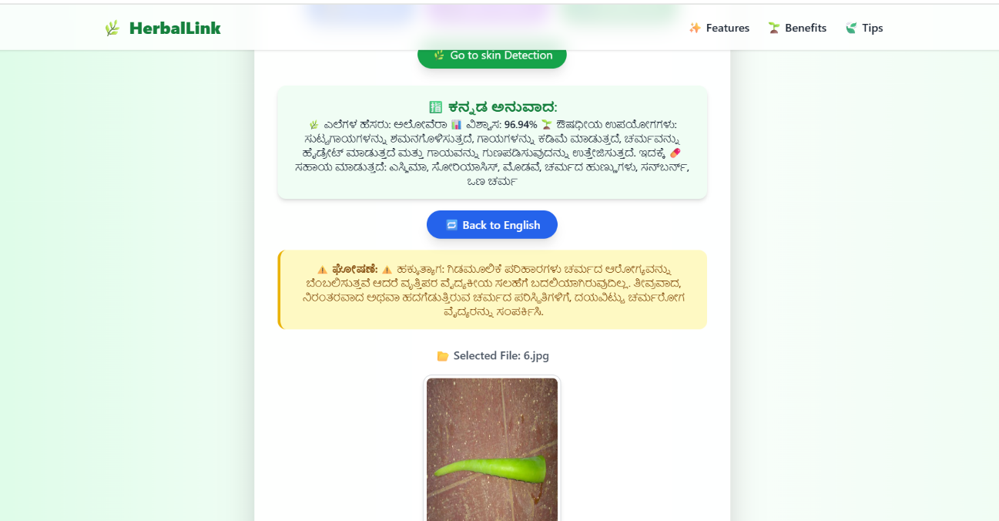 🌿 HerbalLink
✨ Features 🌱 Benefits 🍃 Tips
🌿 Go to skin Detection
ಕನ್ನಡ ಅನುವಾದ:
🌿 ಎಲೆಗಳ ಹೆಸರು: ಅಲೋವೆರಾ 📊 ವಿಶ್ವಾಸ: 96.94% 🌱 ಔಷಧೀಯ ಉಪಯೋಗಗಳು:
ಸುಟ್ಟಗಾಯಗಳನ್ನು ಶಮನಗೊಳಿಸುತ್ತದೆ, ಗಾಯಗಳನ್ನು ಕಡಿಮೆ ಮಾಡುತ್ತದೆ, ಚರ್ಮವನ್ನು
ಹೈಡ್ರೇಟ್ ಮಾಡುತ್ತದೆ ಮತ್ತು ಗಾಯವನ್ನು ಗುಣಪಡಿಸುವುದನ್ನು ಉತ್ತೇಜಿಸುತ್ತದೆ. ಇದಕ್ಕೆ 💊
ಸಹಾಯ ಮಾಡುತ್ತದೆ: ಎಸ್ಜಿಮಾ, ಸೋರಿಯಾಸಿಸ್, ಮೊಡವೆ, ಚರ್ಮದ ಹುಣ್ಣುಗಳು, ಸನ್‌ಬರ್ನ್,
ಒಣ ಚರ್ಮ
🔁 Back to English
⚠️ ಘೋಷಣೆ: ⚠️ ಹಕ್ಕುತ್ಯಾಗ: ಗಿಡಮೂಲಿಕೆ ಪರಿಹಾರಗಳು ಚರ್ಮದ ಆರೋಗ್ಯವನ್ನು
ಬೆಂಬಲಿಸುತ್ತವೆ ಆದರೆ ವೃತ್ತಿಪರ ವೈದ್ಯಕೀಯ ಸಲಹೆಗೆ ಬದಲಿಯಾಗಿರುವುದಿಲ್ಲ. ತೀವ್ರವಾದ,
ನಿರಂತರವಾದ ಅಥವಾ ಹದಗೆಡುತ್ತಿರುವ ಚರ್ಮದ ಪರಿಸ್ಥಿತಿಗಳಿಗೆ, ದಯವಿಟ್ಟು ಚರ್ಮರೋಗ
ವೈದ್ಯರನ್ನು ಸಂಪರ್ಕಿಸಿ.
📂 Selected File: 6.jpg